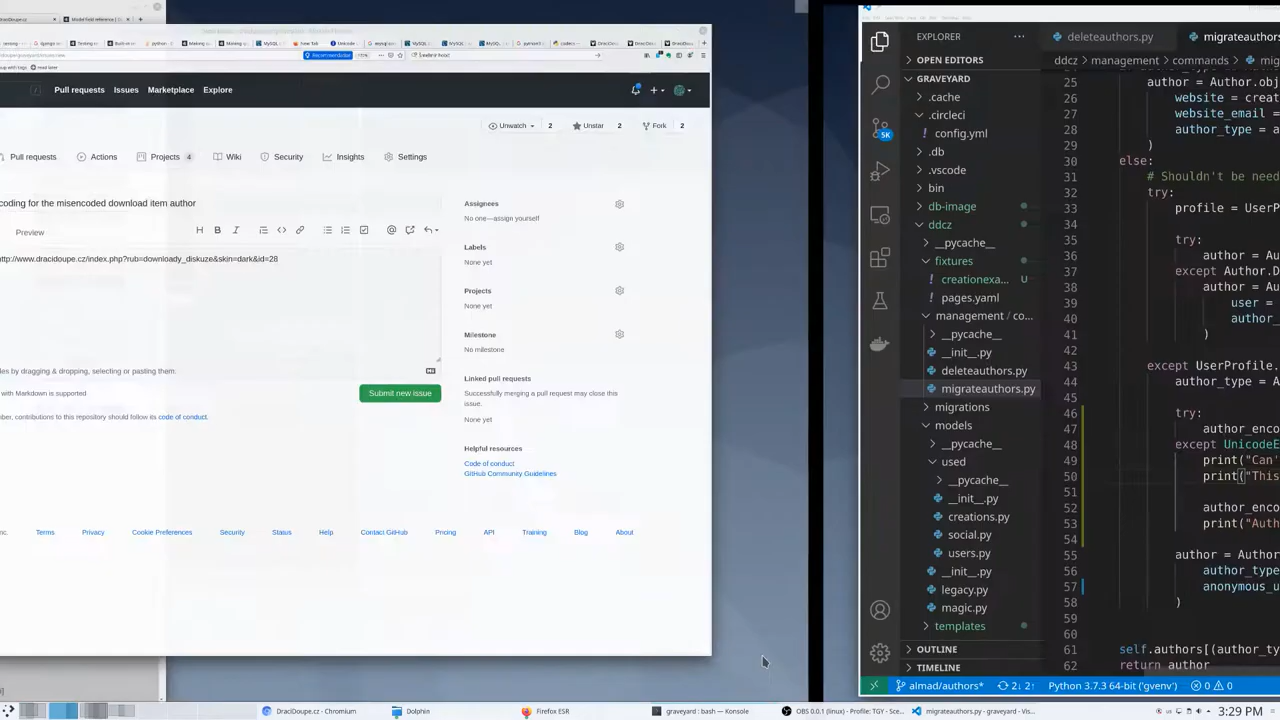 DraciDoupe.cz
Model field reference | D
Recommendation
Pull requests
Issues
Marketplace
Explore
Unwatch
2
Unstar
2
Fork
2
Pull requests
Actions
Projects
4
Wiki
Security
Insights
Settings
coding for the misencoded download item author
Preview
http://www.dracidoupe.cz/index.php?rub=downloady_diskuze&skin=dark&id=28
les by dragging & dropping, selecting or pasting them.
with Markdown is supported
Submit new issue
mber, contributions to this repository should follow its code of conduct.
Assignees
No one—assign yourself
Labels
None yet
Projects
None yet
Milestone
No milestone
Linked pull requests
Successfully merging a pull request may close this
issue.
None yet
Helpful resources
Code of conduct
GitHub Community Guidelines
nc.
Terms
Privacy
Cookie Preferences
Security
Status
Help
Contact GitHub
Pricing
API
Training
Blog
About
EXPLORER
OPEN EDITORS
GRAVEYARD
.cache
.circleci
config.yml
.db
.vscode
bin
db-image
ddcz
__pycache__
fixtures
creationexa...
U
pages.yaml
management / co...
__pycache__
__init__.py
deleteauthors.py
migrateauthors.py
migrations
models
__pycache__
used
__pycache__
__init__.py
creations.py
social.py
users.py
__init__.py
legacy.py
magic.py
templates
OUTLINE
TIMELINE
5K
deleteauthors.py
migrateauthors
ddcz > management > commands > mig
25 author = Author.obj
26 website = creat
27 website_email =
28 author_type = a
29 )
30 else:
31 # Shouldn't be need
32 try:
33 profile = UserP
34
35 try:
36 author = Au
37 except Author.D
38 author = Au
39 user =
40 author_
41 )
42
43 except UserProfile.
44 author_type = A
45
46 try:
47 author_enco
48 except UnicodeE
49 print("Can'
50 print("This
51
52 author_enco
53 print("Auth
54
55 author = Author
56 author_type
57 anonymous_u
58 )
59
60
61 self.authors[(author_ty
62 return author
almad/authors*
2↓ 2↑
Python 3.7.3 64-bit ('gvenv')
0
0
DraciDoupe.cz - Chromium
Dolphin
Firefox ESR
graveyard : bash — Konsole
OBS 0.0.1 (linux) - Profile: TGY - Sce...
migrateauthors.py - graveyard - Vis...
3:29 PM